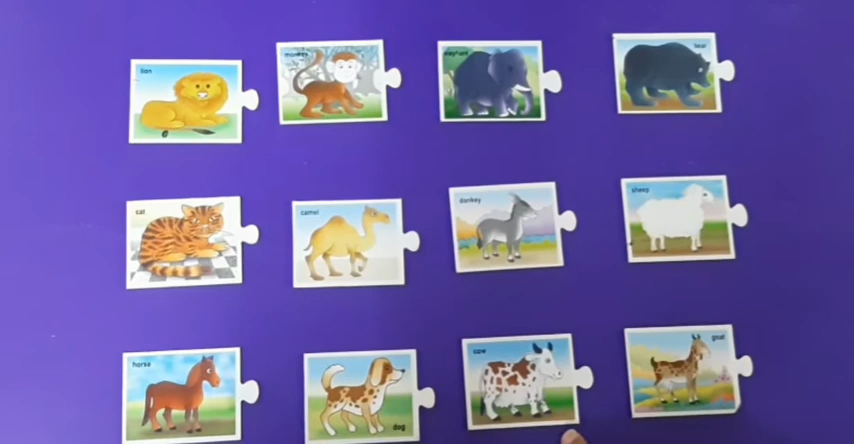 lion
monkey
elephant
bear
cat
camel
donkey
sheep
horse
dog
cow
goat